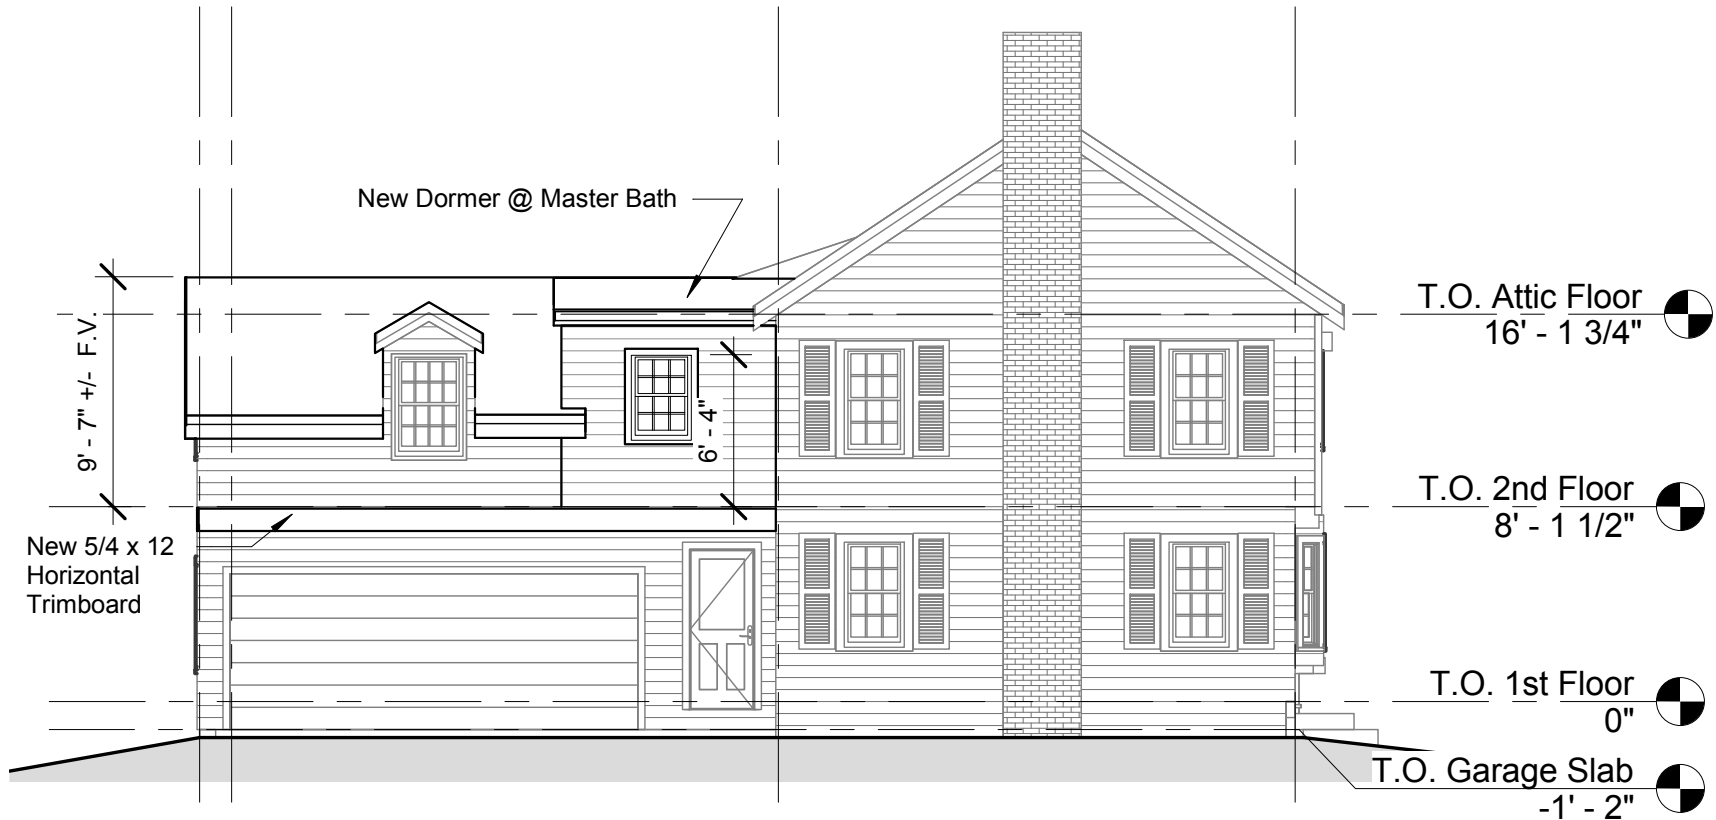 New Dormer @ Master Bath
9' - 7" +/- F.V.
6' - 4"
New 5/4 x 12
Horizontal
Trimboard
T.O. Attic Floor
16' - 1 3/4"
T.O. 2nd Floor
8' - 1 1/2"
T.O. 1st Floor
0"
T.O. Garage Slab
-1' - 2"